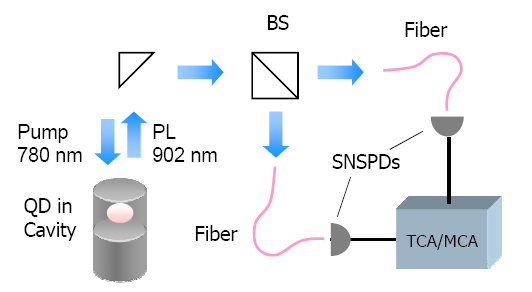 BS
Fiber
Pump
780 nm
PL
902 nm
SNSPDs
QD in
Cavity
Fiber
TCA/MCA